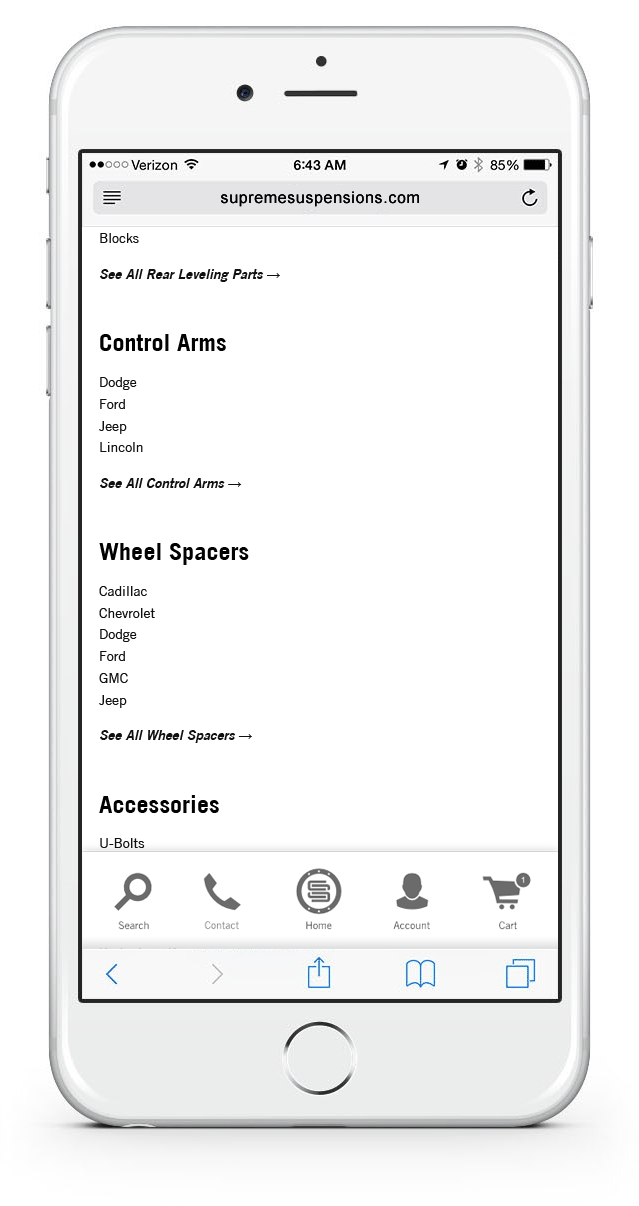 Verizon 6:43 AM 85%
supremesuspensions.com
Blocks
See All Rear Leveling Parts →
Control Arms
Dodge
Ford
Jeep
Lincoln
See All Control Arms →
Wheel Spacers
Cadillac
Chevrolet
Dodge
Ford
GMC
Jeep
See All Wheel Spacers →
Accessories
U-Bolts
1
Search Contact Home Account Cart